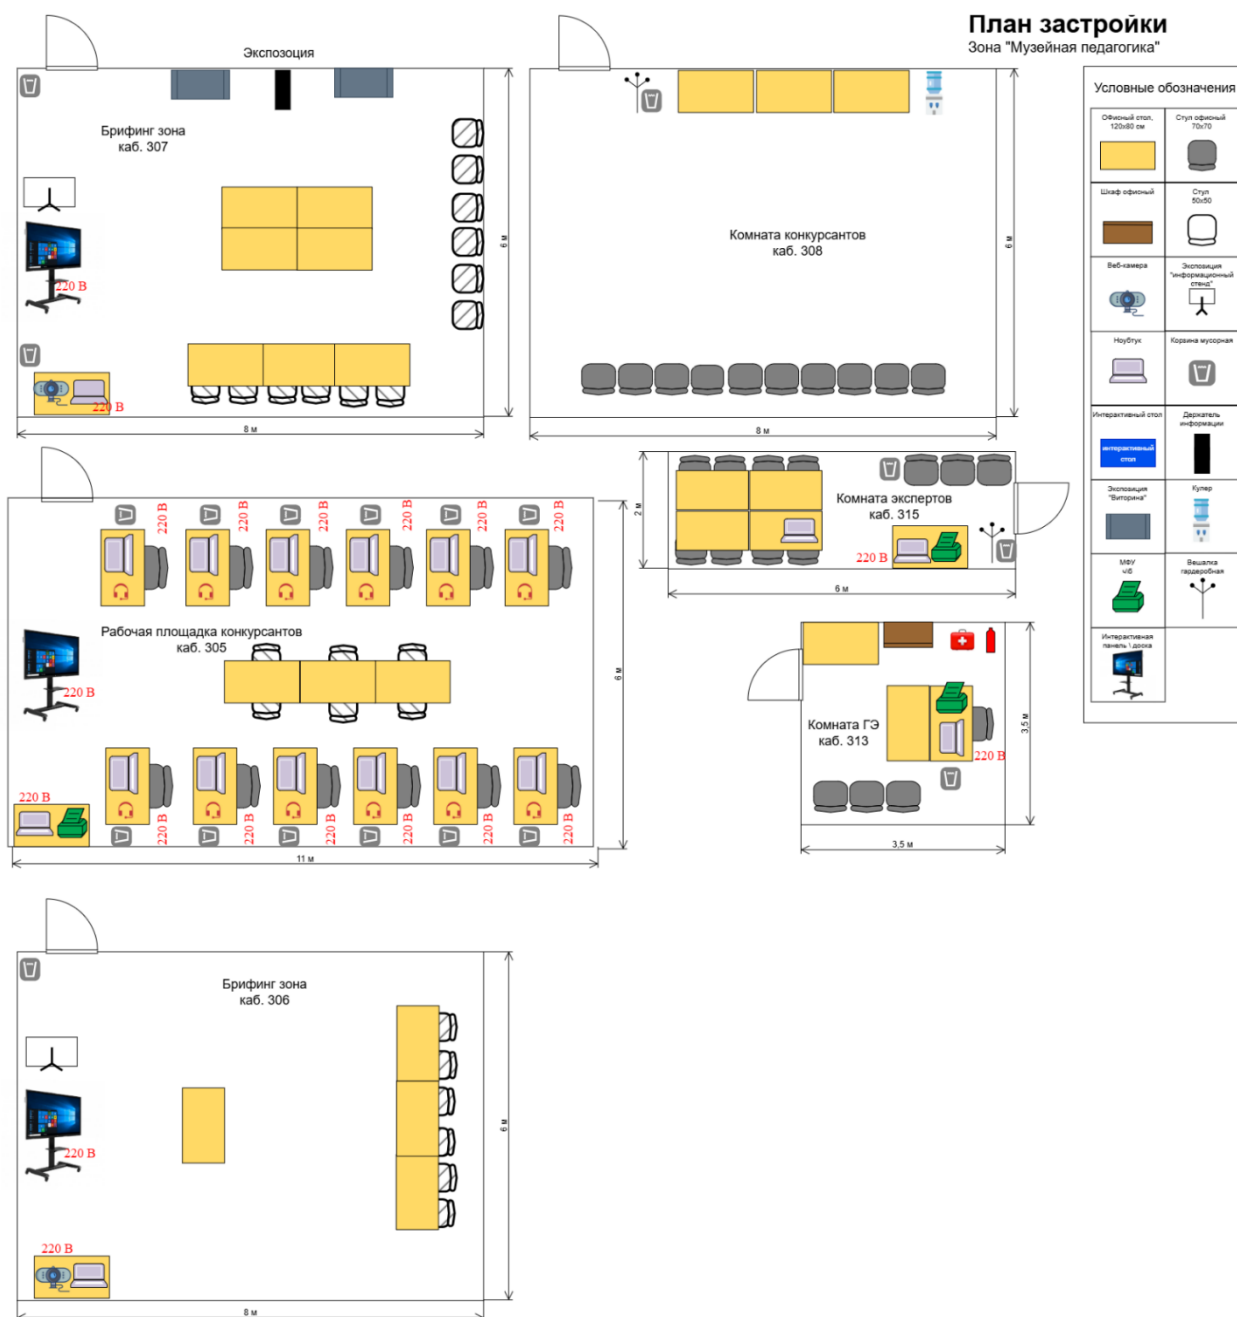 План застройки
Зона "Музейная педагогика"
Экспозоция
Брифинг зона
каб. 307
220 В
220 В
6 м
8 м
Комната конкурсантов
каб. 308
6 м
8 м
Условные обозначения
Офисный стол,
120х80 см
Стул офисный
70х70
Шкаф офисный
Стул
50х50
Веб-камера
Экспозиция
"информационный
стенд"
Ноубтук
Корзина мусорная
Интерактивный стол
интерактивный
стол
Держатель
информации
Экспозиция
"Виторина"
Кулер
МФУ
ч/б
Вешалка
гардеробная
Интерактивная
панель \ доска
220 В
220 В
220 В
220 В
220 В
220 В
Рабочая площадка конкурсантов
каб. 305
220 В
220 В
220 В
220 В
220 В
220 В
220 В
220 В
6 м
11 м
Комната экспертов
каб. 315
220 В
2 м
6 м
Комната ГЭ
каб. 313
220 В
3,5 м
3,5 м
Брифинг зона
каб. 306
220 В
220 В
6 м
8 м